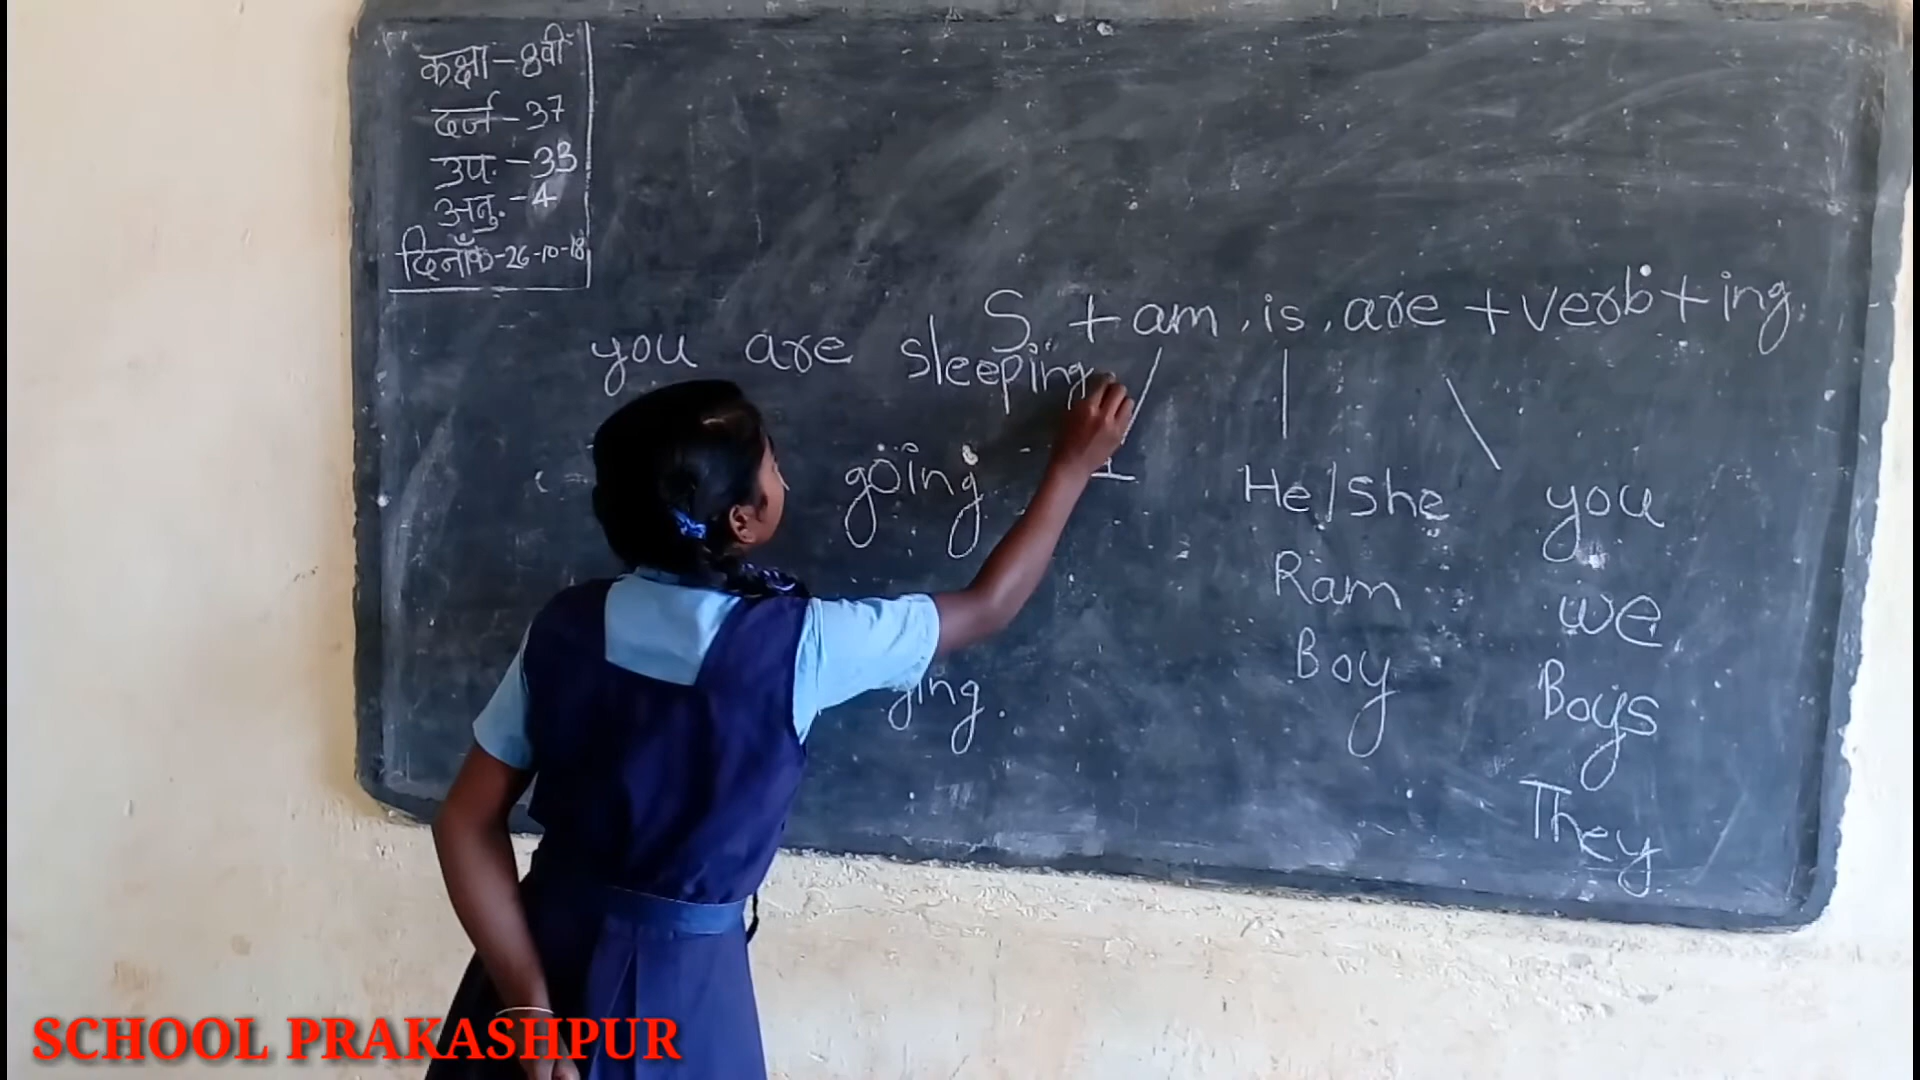 कक्षा-8वीं
दर्ज-37
उप.-33
अनु.-4
दिनाँक-26-10-18
S + am, is, are + verb + ing.
you are sleeping
going
I
He/She
Ram
Boy
you
we
Boys
They
SCHOOL PRAKASHPUR